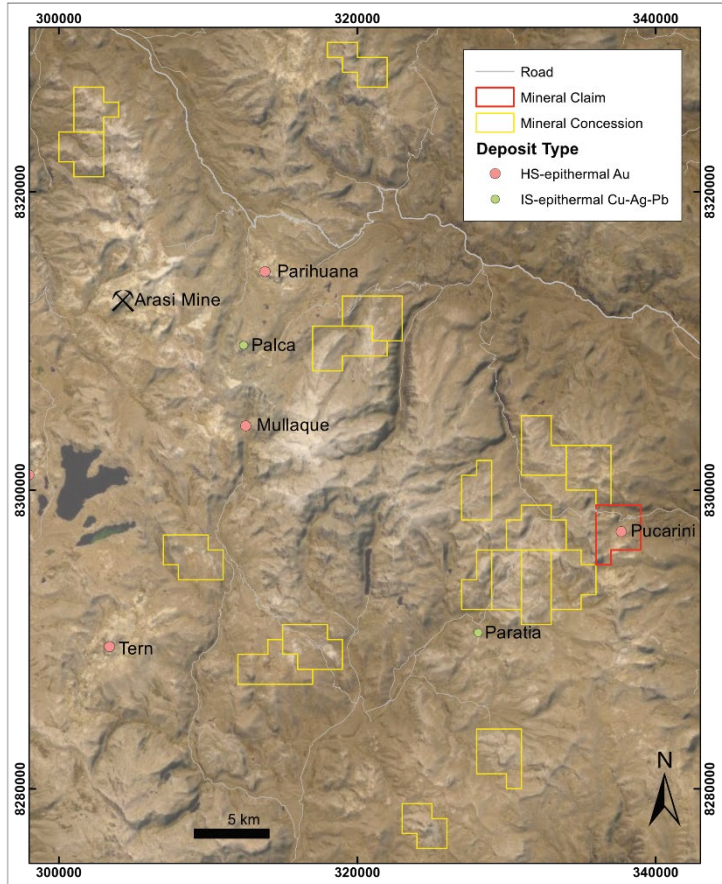 300000
320000
340000
Road
Mineral Claim
Mineral Concession
Deposit Type
HS-epithermal Au
IS-epithermal Cu-Ag-Pb
8320000
8320000
Parihuana
Arasi Mine
Palca
Mullaque
8300000
8300000
Pucarini
Paratia
Tern
N
8280000
8280000
5 km
300000
320000
340000